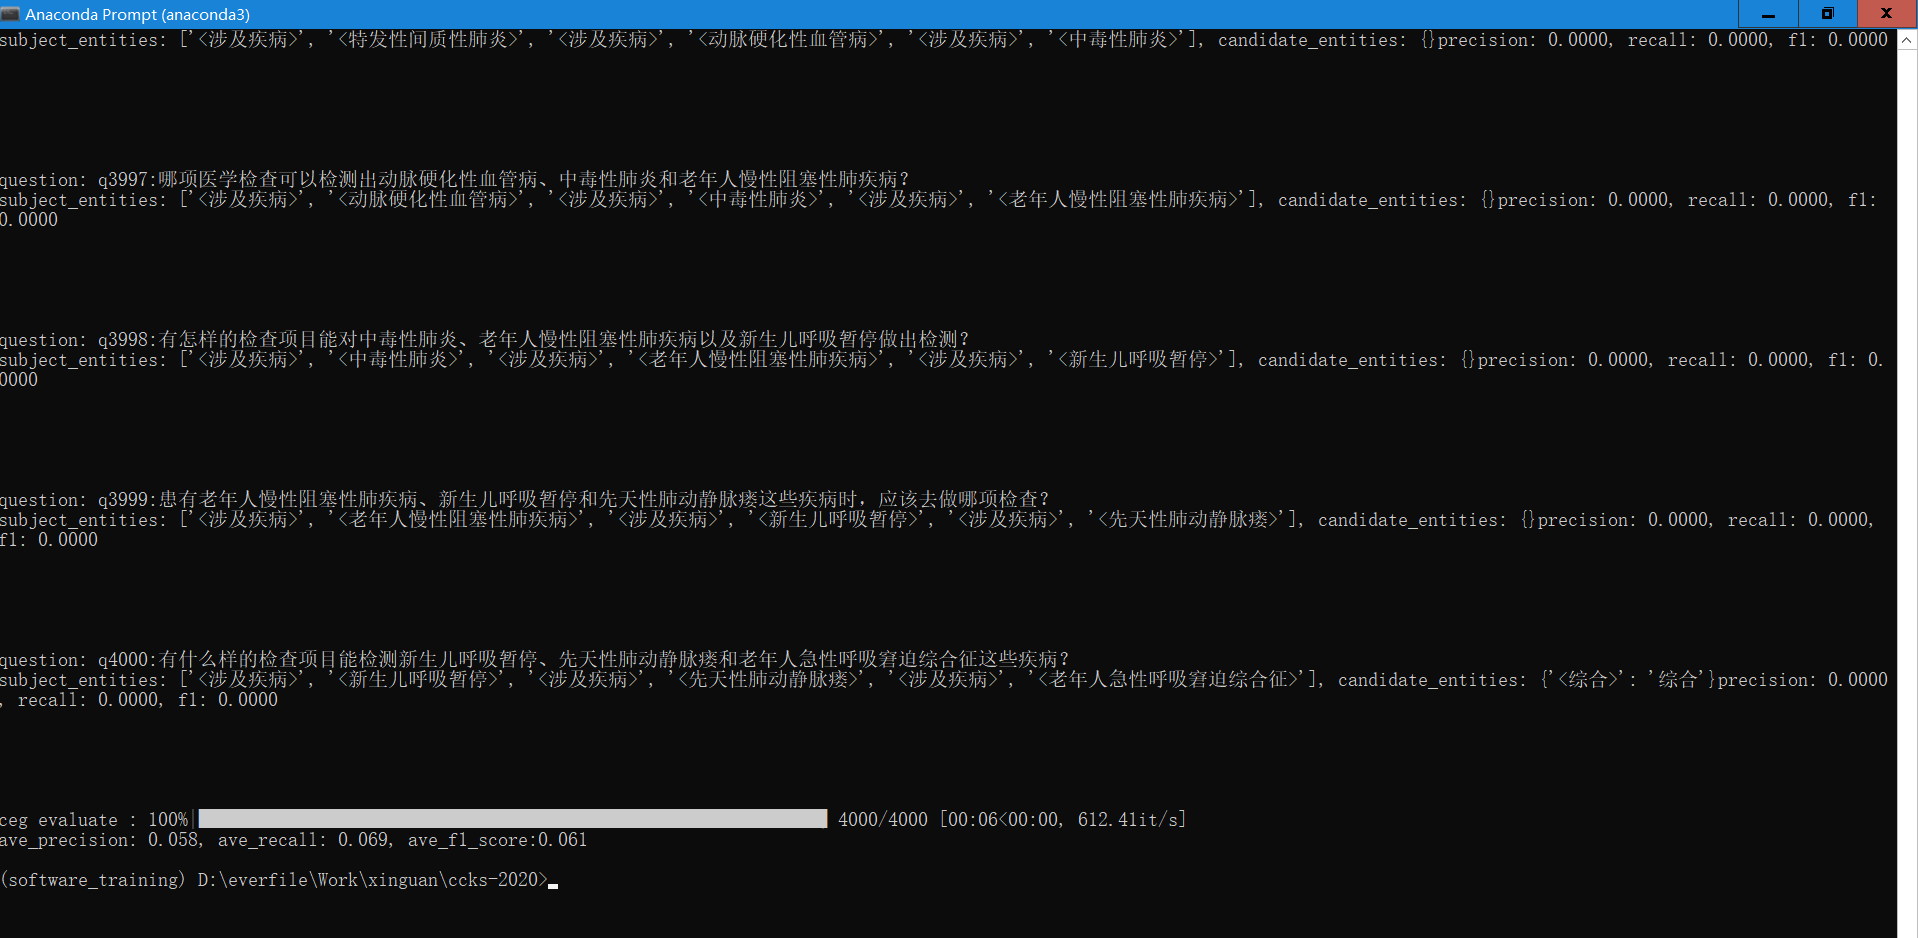 Anaconda Prompt (anaconda3)
subject_entities: ['<涉及疾病>', '<特发性间质性肺炎>', '<涉及疾病>', '<动脉硬化性血管病>', '<涉及疾病>', '<中毒性肺炎>'], candidate_entities: {}precision: 0.0000, recall: 0.0000, f1: 0.0000
question: q3997:哪项医学检查可以检测出动脉硬化性血管病、中毒性肺炎和老年人慢性阻塞性肺疾病?
subject_entities: ['<涉及疾病>', '<动脉硬化性血管病>', '<涉及疾病>', '<中毒性肺炎>', '<涉及疾病>', '<老年人慢性阻塞性肺疾病>'], candidate_entities: {}precision: 0.0000, recall: 0.0000, f1:
0.0000
question: q3998:有怎样的检查项目能对中毒性肺炎、老年人慢性阻塞性肺疾病以及新生儿呼吸暂停做出检测?
subject_entities: ['<涉及疾病>', '<中毒性肺炎>', '<涉及疾病>', '<老年人慢性阻塞性肺疾病>', '<涉及疾病>', '<新生儿呼吸暂停>'], candidate_entities: {}precision: 0.0000, recall: 0.0000, f1: 0.
0000
question: q3999:患有老年人慢性阻塞性肺疾病、新生儿呼吸暂停和先天性肺动静脉瘘这些疾病时，应该去做哪项检查?
subject_entities: ['<涉及疾病>', '<老年人慢性阻塞性肺疾病>', '<涉及疾病>', '<新生儿呼吸暂停>', '<涉及疾病>', '<先天性肺动静脉瘘>'], candidate_entities: {}precision: 0.0000, recall: 0.0000,
f1: 0.0000
question: q4000:有什么样的检查项目能检测新生儿呼吸暂停、先天性肺动静脉瘘和老年人急性呼吸窘迫综合征这些疾病?
subject_entities: ['<涉及疾病>', '<新生儿呼吸暂停>', '<涉及疾病>', '<先天性肺动静脉瘘>', '<涉及疾病>', '<老年人急性呼吸窘迫综合征>'], candidate_entities: {'<综合>': '综合'}precision: 0.0000
, recall: 0.0000, f1: 0.0000
ceg evaluate : 100%| 4000/4000 [00:06<00:00, 612.41it/s]
ave_precision: 0.058, ave_recall: 0.069, ave_f1_score:0.061
(software_training) D:\everfile\Work\xinguan\ccks-2020>